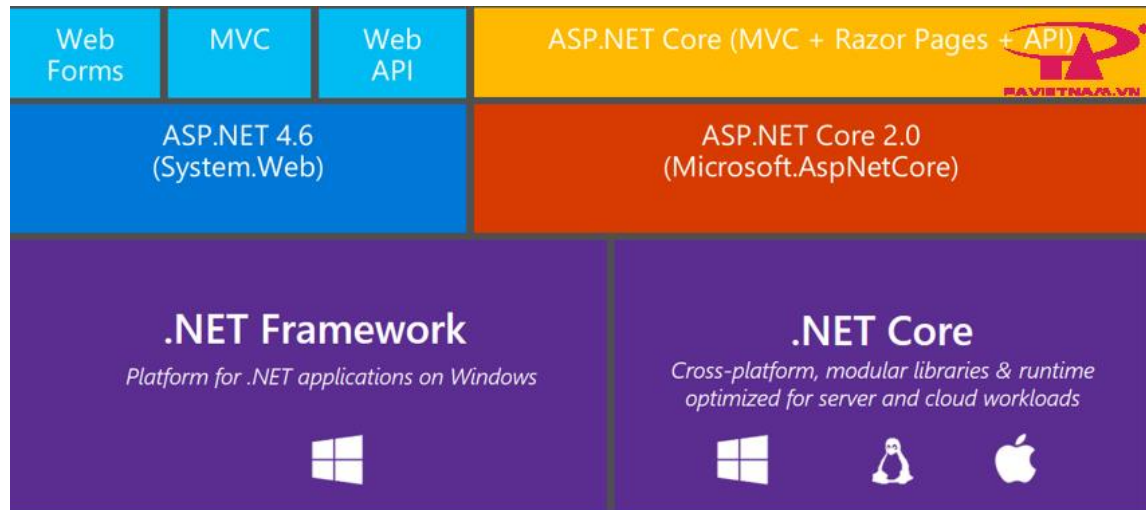 Web
Forms
MVC
Web
API
ASP.NET Core (MVC + Razor Pages + API)
PAVIETNAM.VN
ASP.NET 4.6
(System.Web)
ASP.NET Core 2.0
(Microsoft.AspNetCore)
.NET Framework
Platform for .NET applications on Windows
.NET Core
Cross-platform, modular libraries & runtime
optimized for server and cloud workloads